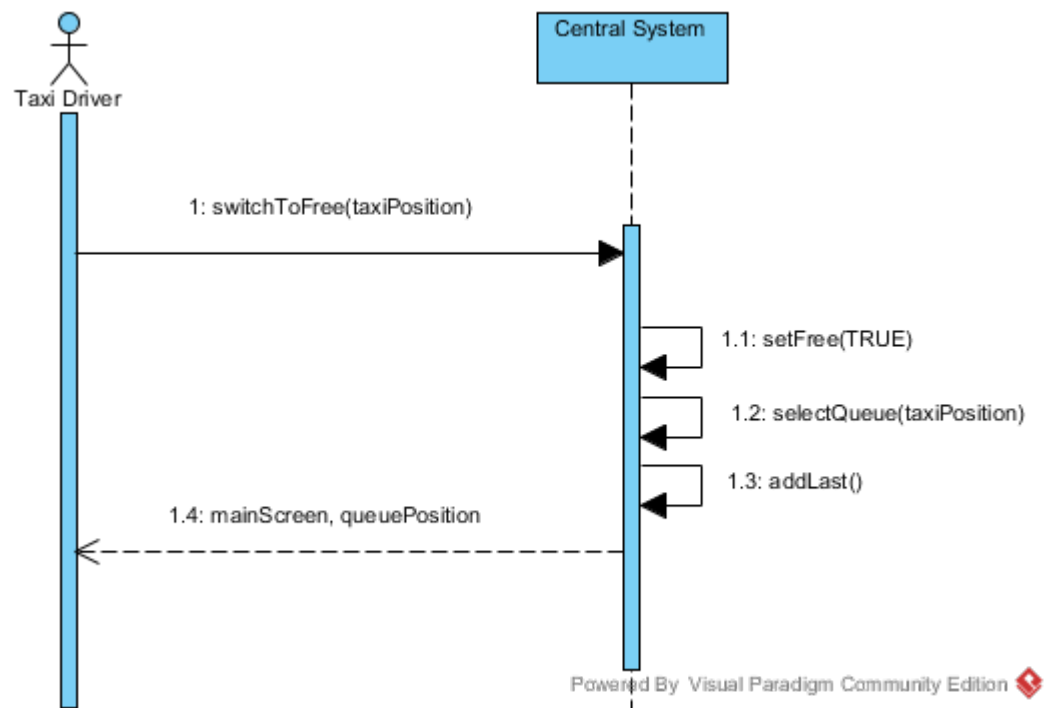 Central System
Taxi Driver
1: switchToFree(taxiPosition)
1.1: setFree(TRUE)
1.2: selectQueue(taxiPosition)
1.3: addLast()
1.4: mainScreen, queuePosition
Powered By Visual Paradigm Community Edition